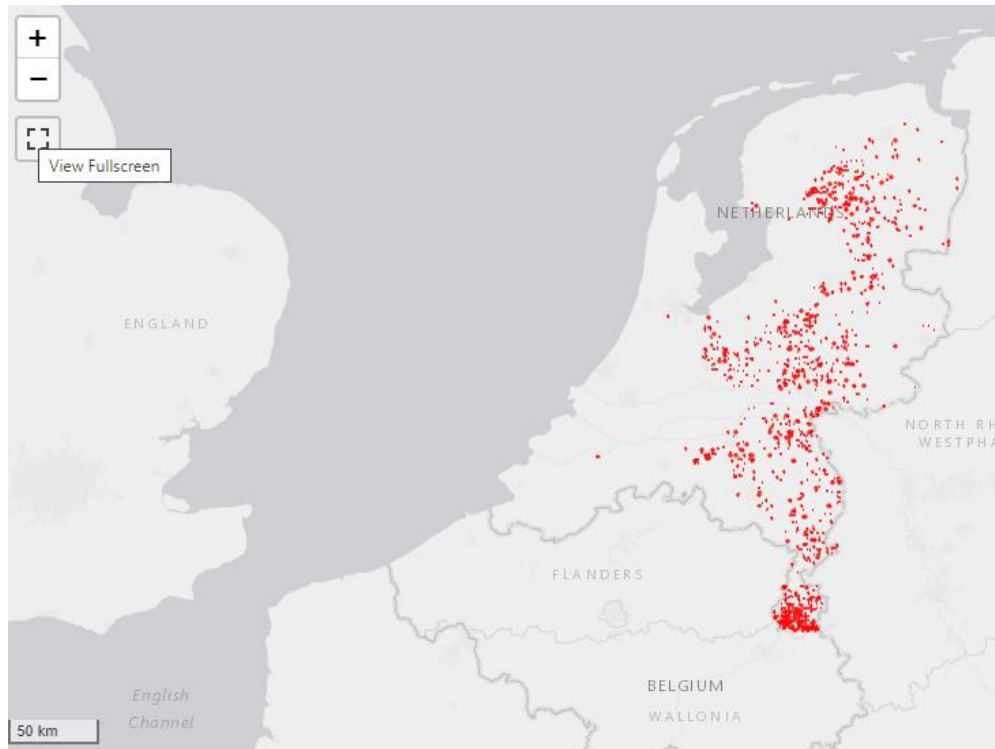 +
−
View Fullscreen
NETHERLANDS
ENGLAND
NORTH RH
WESTPHA
FLANDERS
BELGIUM
WALLONIA
English
Channel
50 km